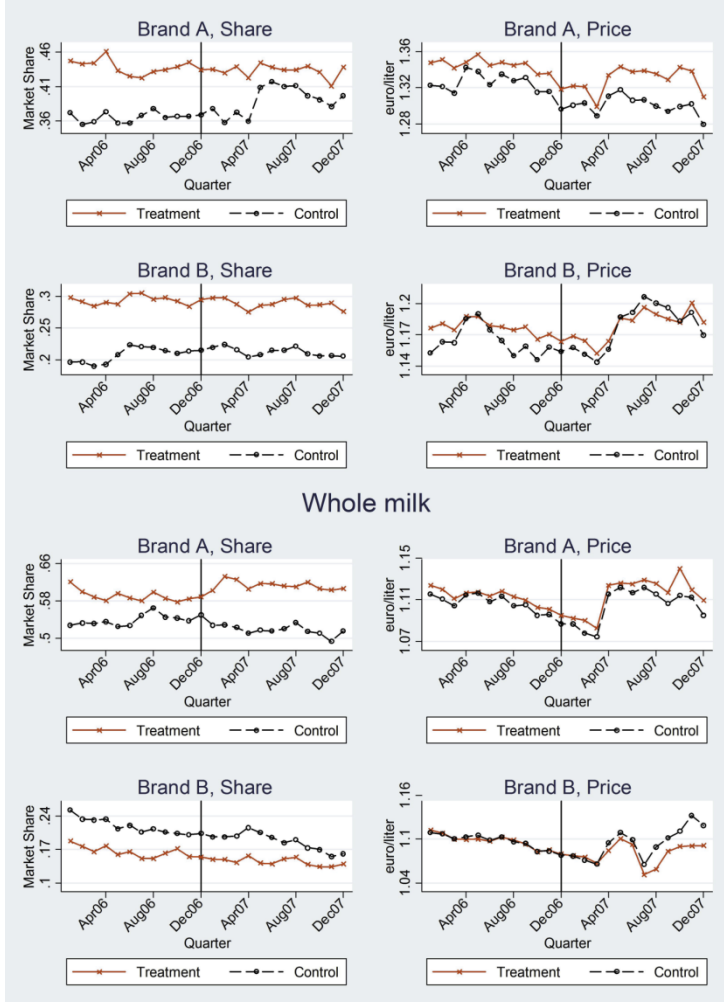 Brand A, Share
Market Share
.46
.41
.36
Apr06
Aug06
Dec06
Apr07
Aug07
Dec07
Quarter
Treatment
Control
Brand A, Price
euro/liter
1.36
1.32
1.28
Apr06
Aug06
Dec06
Apr07
Aug07
Dec07
Quarter
Treatment
Control
Brand B, Share
Market Share
.3
.25
.2
Apr06
Aug06
Dec06
Apr07
Aug07
Dec07
Quarter
Treatment
Control
Brand B, Price
euro/liter
1.2
1.17
1.14
Apr06
Aug06
Dec06
Apr07
Aug07
Dec07
Quarter
Treatment
Control
Whole milk
Brand A, Share
Market Share
.66
.58
.5
Apr06
Aug06
Dec06
Apr07
Aug07
Dec07
Quarter
Treatment
Control
Brand A, Price
euro/liter
1.15
1.11
1.07
Apr06
Aug06
Dec06
Apr07
Aug07
Dec07
Quarter
Treatment
Control
Brand B, Share
Market Share
.24
.17
.1
Apr06
Aug06
Dec06
Apr07
Aug07
Dec07
Quarter
Treatment
Control
Brand B, Price
euro/liter
1.16
1.1
1.04
Apr06
Aug06
Dec06
Apr07
Aug07
Dec07
Quarter
Treatment
Control